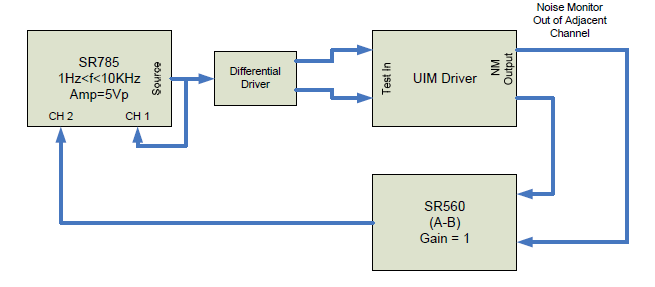 Noise Monitor
Out of Adjacent
Channel
SR785
1Hz<f<10KHz
Amp=5Vp
Source
CH 2
CH 1
Differential
Driver
Test In
UIM Driver
NM
Output
SR560
(A-B)
Gain = 1